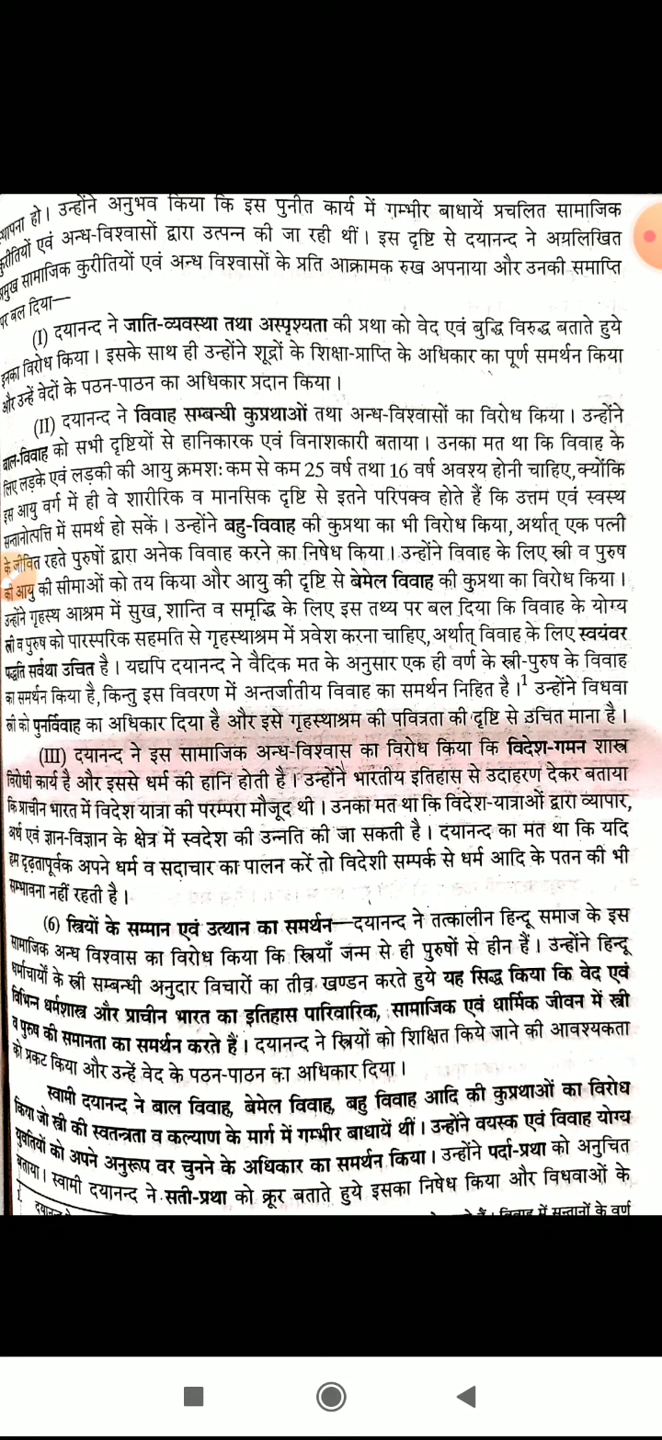 स्थापना हो। उन्होंने अनुभव किया कि इस पुनीत कार्य में गम्भीर बाधायें प्रचलित सामाजिक
कुरीतियों एवं अन्ध-विश्वासों द्वारा उत्पन्न की जा रही थीं। इस दृष्टि से दयानन्द ने अग्रलिखित
प्रमुख सामाजिक कुरीतियों एवं अन्ध विश्वासों के प्रति आक्रामक रुख अपनाया और उनकी समाप्ति
पर बल दिया—
(I) दयानन्द ने जाति-व्यवस्था तथा अस्पृश्यता की प्रथा को वेद एवं बुद्धि विरुद्ध बताते हुये
इनका विरोध किया। इसके साथ ही उन्होंने शूद्रों के शिक्षा-प्राप्ति के अधिकार का पूर्ण समर्थन किया
और उन्हें वेदों के पठन-पाठन का अधिकार प्रदान किया।
(II) दयानन्द ने विवाह सम्बन्धी कुप्रथाओं तथा अन्ध-विश्वासों का विरोध किया। उन्होंने
बाल-विवाह को सभी दृष्टियों से हानिकारक एवं विनाशकारी बताया। उनका मत था कि विवाह के
लिए लड़के एवं लड़की की आयु क्रमशः कम से कम 25 वर्ष तथा 16 वर्ष अवश्य होनी चाहिए, क्योंकि
इस आयु वर्ग में ही वे शारीरिक व मानसिक दृष्टि से इतने परिपक्व होते हैं कि उत्तम एवं स्वस्थ
सन्तानोत्पत्ति में समर्थ हो सकें। उन्होंने बहु-विवाह की कुप्रथा का भी विरोध किया, अर्थात् एक पत्नी
के जीवित रहते पुरुषों द्वारा अनेक विवाह करने का निषेध किया। उन्होंने विवाह के लिए स्त्री व पुरुष
की आयु की सीमाओं को तय किया और आयु की दृष्टि से बेमेल विवाह की कुप्रथा का विरोध किया।
उन्होंने गृहस्थ आश्रम में सुख, शान्ति व समृद्धि के लिए इस तथ्य पर बल दिया कि विवाह के योग्य
स्त्री व पुरुष को पारस्परिक सहमति से गृहस्थाश्रम में प्रवेश करना चाहिए, अर्थात् विवाह के लिए स्वयंवर
पद्धति सर्वथा उचित है। यद्यपि दयानन्द ने वैदिक मत के अनुसार एक ही वर्ण के स्त्री-पुरुष के विवाह
का समर्थन किया है, किन्तु इस विवरण में अन्तर्जातीय विवाह का समर्थन निहित है।1 उन्होंने विधवा
स्त्री को पुनर्विवाह का अधिकार दिया है और इसे गृहस्थाश्रम की पवित्रता की दृष्टि से उचित माना है।
(III) दयानन्द ने इस सामाजिक अन्ध-विश्वास का विरोध किया कि विदेश-गमन शास्त्र
विरोधी कार्य है और इससे धर्म की हानि होती है। उन्होंने भारतीय इतिहास से उदाहरण देकर बताया
कि प्राचीन भारत में विदेश यात्रा की परम्परा मौजूद थी। उनका मत था कि विदेश-यात्राओं द्वारा व्यापार,
अर्थ एवं ज्ञान-विज्ञान के क्षेत्र में स्वदेश की उन्नति की जा सकती है। दयानन्द का मत था कि यदि
हम दृढ़तापूर्वक अपने धर्म व सदाचार का पालन करें तो विदेशी सम्पर्क से धर्म आदि के पतन की भी
सम्भावना नहीं रहती है।
(6) स्त्रियों के सम्मान एवं उत्थान का समर्थन—दयानन्द ने तत्कालीन हिन्दू समाज के इस
सामाजिक अन्ध विश्वास का विरोध किया कि स्त्रियाँ जन्म से ही पुरुषों से हीन हैं। उन्होंने हिन्दू
धर्माचार्यों के स्त्री सम्बन्धी अनुदार विचारों का तीव्र खण्डन करते हुये यह सिद्ध किया कि वेद एवं
विभिन्न धर्मशास्त्र और प्राचीन भारत का इतिहास पारिवारिक, सामाजिक एवं धार्मिक जीवन में स्त्री
व पुरुष की समानता का समर्थन करते हैं। दयानन्द ने स्त्रियों को शिक्षित किये जाने की आवश्यकता
को प्रकट किया और उन्हें वेद के पठन-पाठन का अधिकार दिया।
स्वामी दयानन्द ने बाल विवाह, बेमेल विवाह, बहु विवाह आदि की कुप्रथाओं का विरोध
किया जो स्त्री की स्वतन्त्रता व कल्याण के मार्ग में गम्भीर बाधायें थीं। उन्होंने वयस्क एवं विवाह योग्य
युवतियों को अपने अनुरूप वर चुनने के अधिकार का समर्थन किया। उन्होंने पर्दा-प्रथा को अनुचित
बताया। स्वामी दयानन्द ने सती-प्रथा को क्रूर बताते हुये इसका निषेध किया और विधवाओं के
1. विवाह में सन्तानों के वर्ण